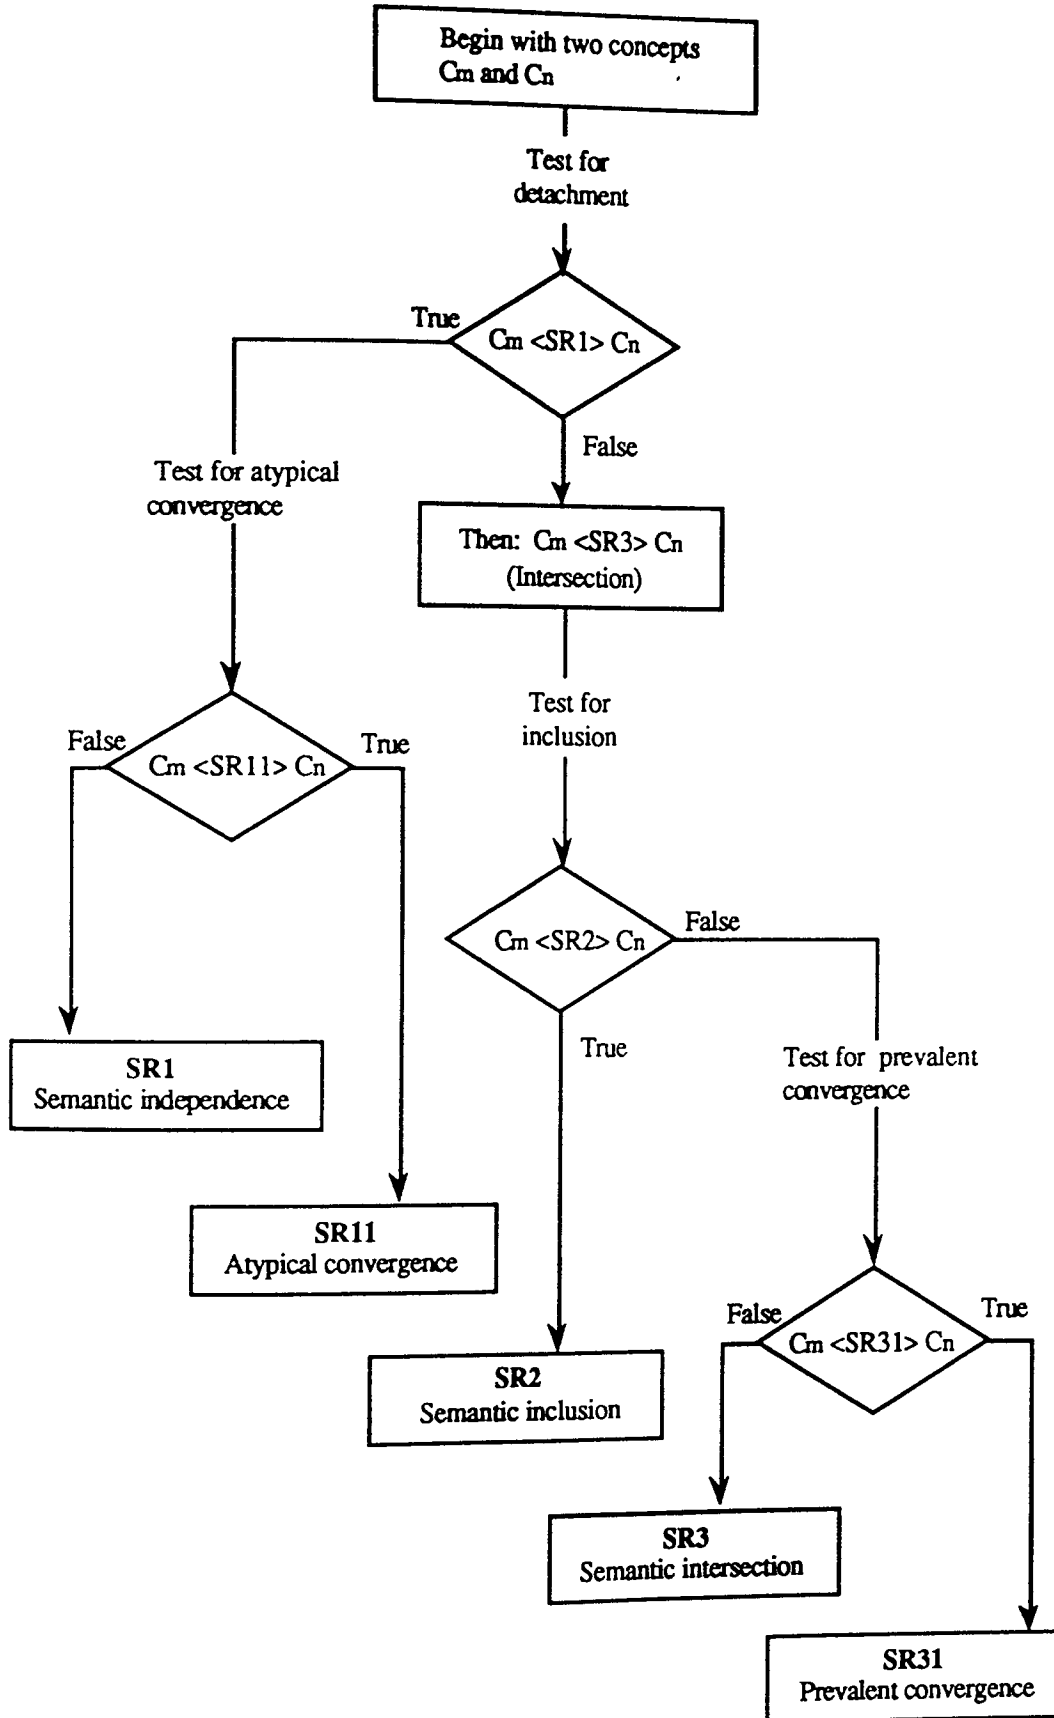 Begin with two concepts
Cm and Cn
Test for
detachment
True
Cm <SR1> Cn
False
Test for atypical
convergence
Then: Cm <SR3> Cn
(Intersection)
Test for
inclusion
False
Cm <SR11> Cn
True
Cm <SR2> Cn
False
True
Test for prevalent
convergence
SR1
Semantic independence
SR11
Atypical convergence
False
Cm <SR31> Cn
True
SR2
Semantic inclusion
SR3
Semantic intersection
SR31
Prevalent convergence